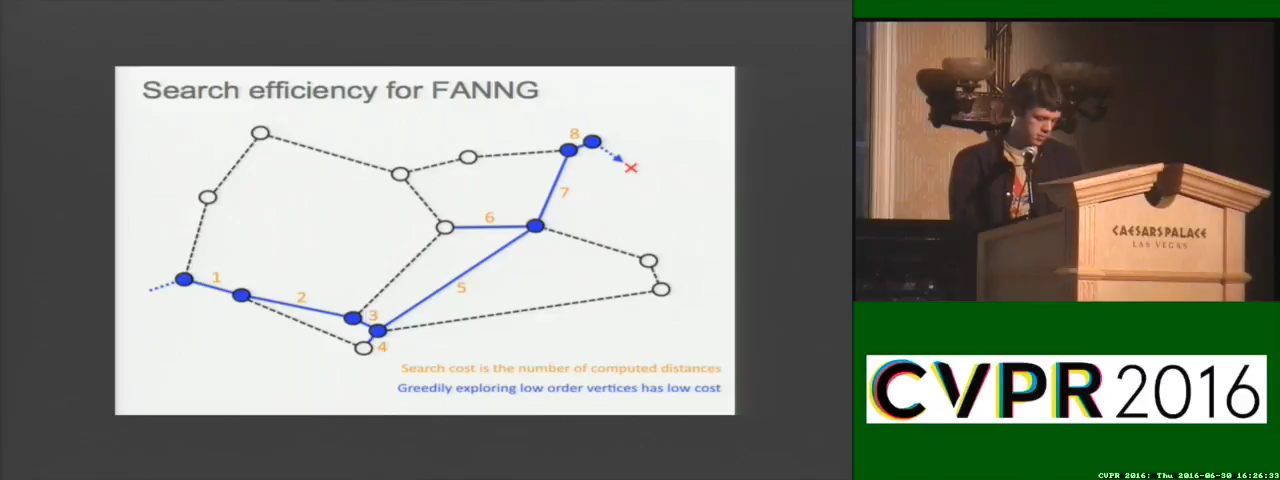 Search efficiency for FANNG
8
7
6
1
5
2
3
4
Search cost is the number of computed distances
Greedily exploring low order vertices has low cost
CAESARS PALACE
LAS VEGAS
CVPR 2016
CVPR 2016: Thu 2016-06-30 16:26:33